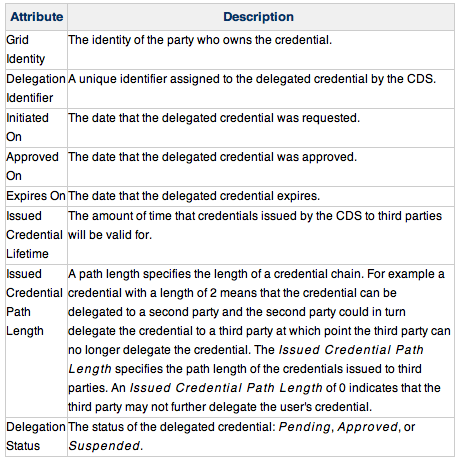 Attribute Description
Grid The identity of the party who owns the credential.
Identity
Delegation A unique identifier assigned to the delegated credential by the CDS.
Identifier
Initiated The date that the delegated credential was requested.
On
Approved The date that the delegated credential was approved.
On
Expires On The date that the delegated credential expires.
Issued The amount of time that credentials issued by the CDS to third parties
Credential will be valid for.
Lifetime
Issued A path length specifies the length of a credential chain. For example a
Credential credential with a length of 2 means that the credential can be
Path delegated to a second party and the second party could in turn
Length delegate the credential to a third party at which point the third party can
no longer delegate the credential. The Issued Credential Path
Length specifies the path length of the credentials issued to third
parties. An Issued Credential Path Length of 0 indicates that the
third party may not further delegate the user's credential.
Delegation The status of the delegated credential: Pending, Approved, or
Status Suspended.